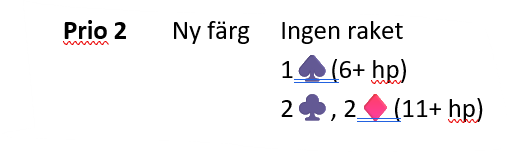 Prio 2 Ny färg Ingen raket
1♠ (6+ hp)
2♣, 2♦ (11+ hp)